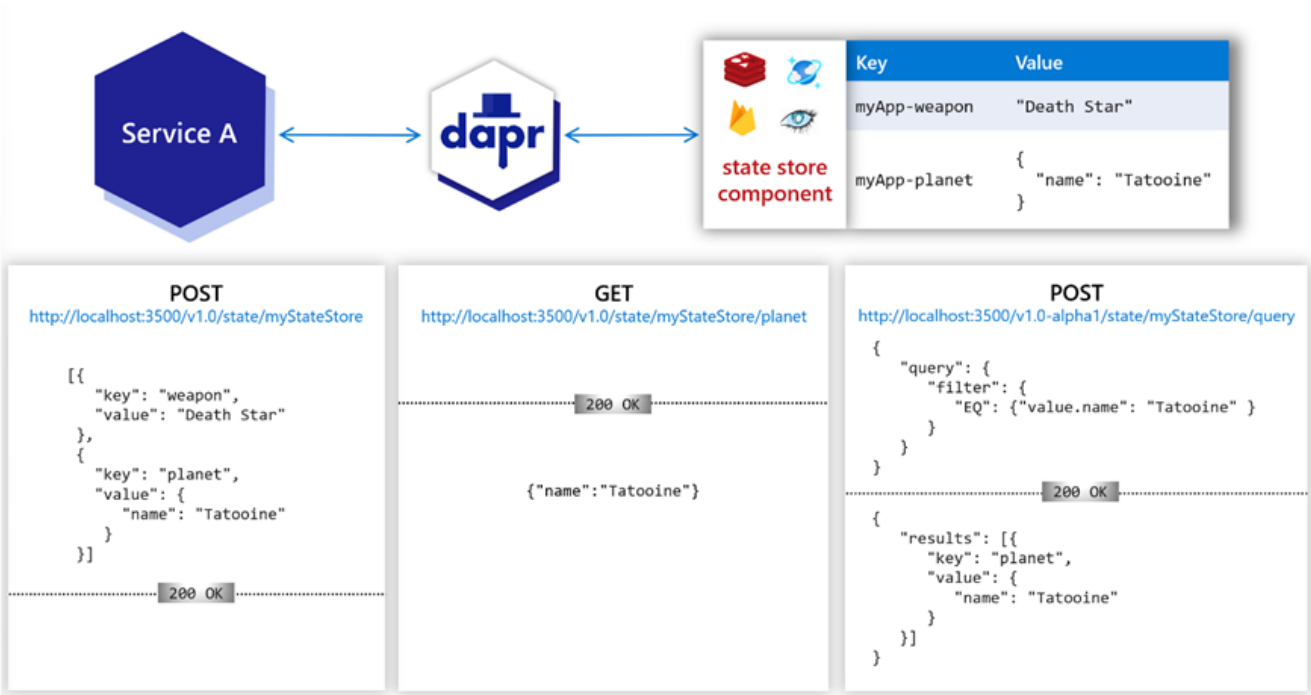 Service A
dapr
state store
component
Key Value
myApp-weapon "Death Star"
myApp-planet {
"name": "Tatooine"
}
POST
http://localhost:3500/v1.0/state/myStateStore
[{
"key": "weapon",
"value": "Death Star"
},
{
"key": "planet",
"value": {
"name": "Tatooine"
}
}]
200 OK
GET
http://localhost:3500/v1.0/state/myStateStore/planet
200 OK
{"name":"Tatooine"}
POST
http://localhost:3500/v1.0-alpha1/state/myStateStore/query
{
"query": {
"filter": {
"EQ": {"value.name": "Tatooine" }
}
}
}
200 OK
{
"results": [{
"key": "planet",
"value": {
"name": "Tatooine"
}
}]
}